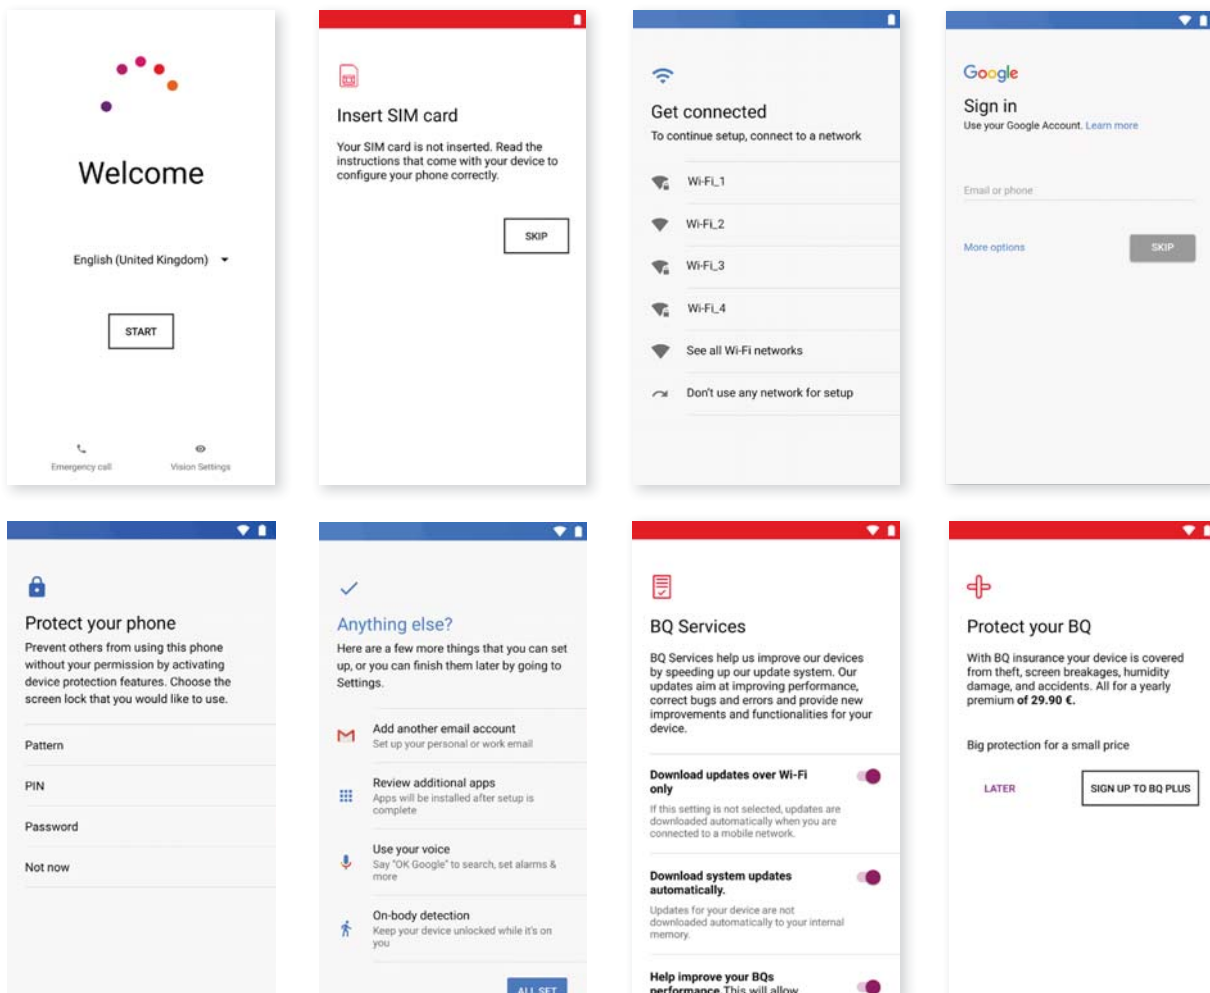 Welcome
English (United Kingdom)
START
Emergency call
Vision Settings
Insert SIM card
Your SIM card is not inserted. Read the
instructions that come with your device to
configure your phone correctly.
SKIP
Get connected
To continue setup, connect to a network
Wi-Fi_1
Wi-Fi_2
Wi-Fi_3
Wi-Fi_4
See all Wi-Fi networks
Don't use any network for setup
Google
Sign in
Use your Google Account. Learn more
Email or phone
More options
SKIP
Protect your phone
Prevent others from using this phone
without your permission by activating
device protection features. Choose the
screen lock that you would like to use.
Pattern
PIN
Password
Not now
Anything else?
Here are a few more things that you can set
up, or you can finish them later by going to
Settings.
Add another email account
Set up your personal or work email
Review additional apps
Apps will be installed after setup is
complete
Use your voice
Say "OK Google" to search, set alarms &
more
On-body detection
Keep your device unlocked while it's on
you
ALL SET
BQ Services
BQ Services help us improve our devices
by speeding up our update system. Our
updates aim at improving performance,
correct bugs and errors and provide new
improvements and functionalities for your
device.
Download updates over Wi-Fi
only
If this setting is not selected, updates are
downloaded automatically when you are
connected to a mobile network.
Download system updates
automatically.
Updates for your device are not
downloaded automatically to your internal
memory.
Help improve your BQs
performance. This will allow
Protect your BQ
With BQ insurance your device is covered
from theft, screen breakages, humidity
damage, and accidents. All for a yearly
premium of 29.90 €.
Big protection for a small price
LATER
SIGN UP TO BQ PLUS